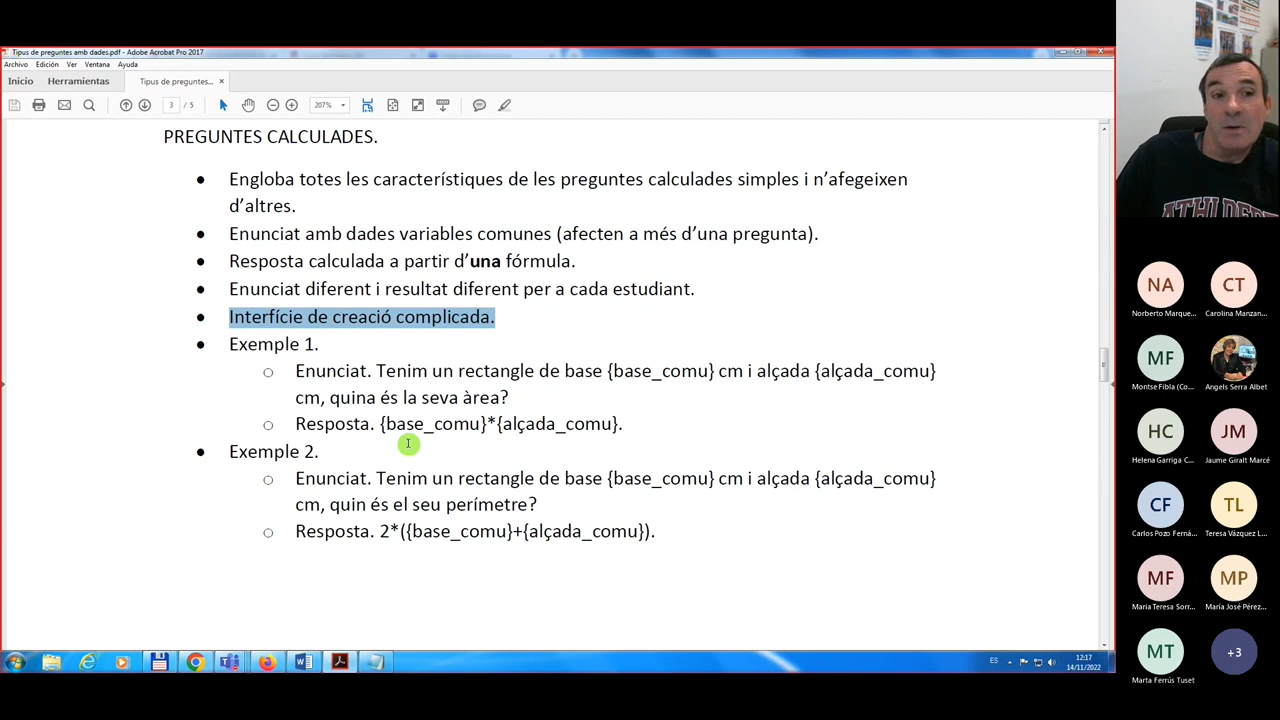 Tipus de preguntes amb dades.pdf - Adobe Acrobat Pro 2017
Archivo Edición Ver Ventana Ayuda
Inicio Herramientas Tipus de preguntes... ×
3 / 5 207%
PREGUNTES CALCULADES.
• Engloba totes les característiques de les preguntes calculades simples i n’afegeixen
d’altres.
• Enunciat amb dades variables comunes (afecten a més d’una pregunta).
• Resposta calculada a partir d’una fórmula.
• Enunciat diferent i resultat diferent per a cada estudiant.
• Interfície de creació complicada.
• Exemple 1.
○ Enunciat. Tenim un rectangle de base {base_comu} cm i alçada {alçada_comu}
cm, quina és la seva àrea?
○ Resposta. {base_comu}*{alçada_comu}.
• Exemple 2.
○ Enunciat. Tenim un rectangle de base {base_comu} cm i alçada {alçada_comu}
cm, quin és el seu perímetre?
○ Resposta. 2*({base_comu}+{alçada_comu}).
ES 12:17
14/11/2022
NA CT
Norberto Marque... Carolina Manzan...
MF
Montse Fibla (Co... Angels Serra Albet
HC JM
Helena Garriga C... Jaume Giralt Marcé
CF TL
Carlos Pozo Ferná... Teresa Vázquez L...
MF MP
Maria Teresa Sorr... María José Pérez...
MT +3
Marta Ferrús Tuset